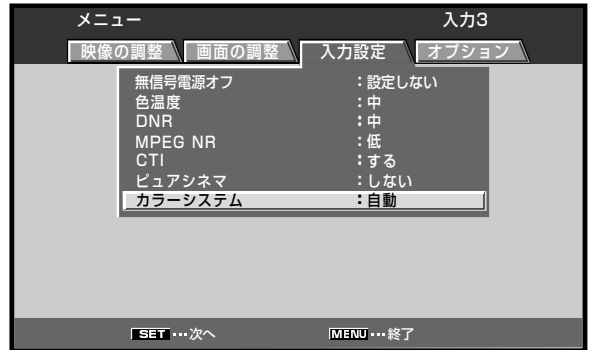 メニュー 入力3
映像の調整 画面の調整 入力設定 オプション
無信号電源オフ :設定しない
色温度 :中
DNR :中
MPEG NR :低
CTI :する
ピュアシネマ :しない
カラーシステム :自動
SET…次へ MENU…終了